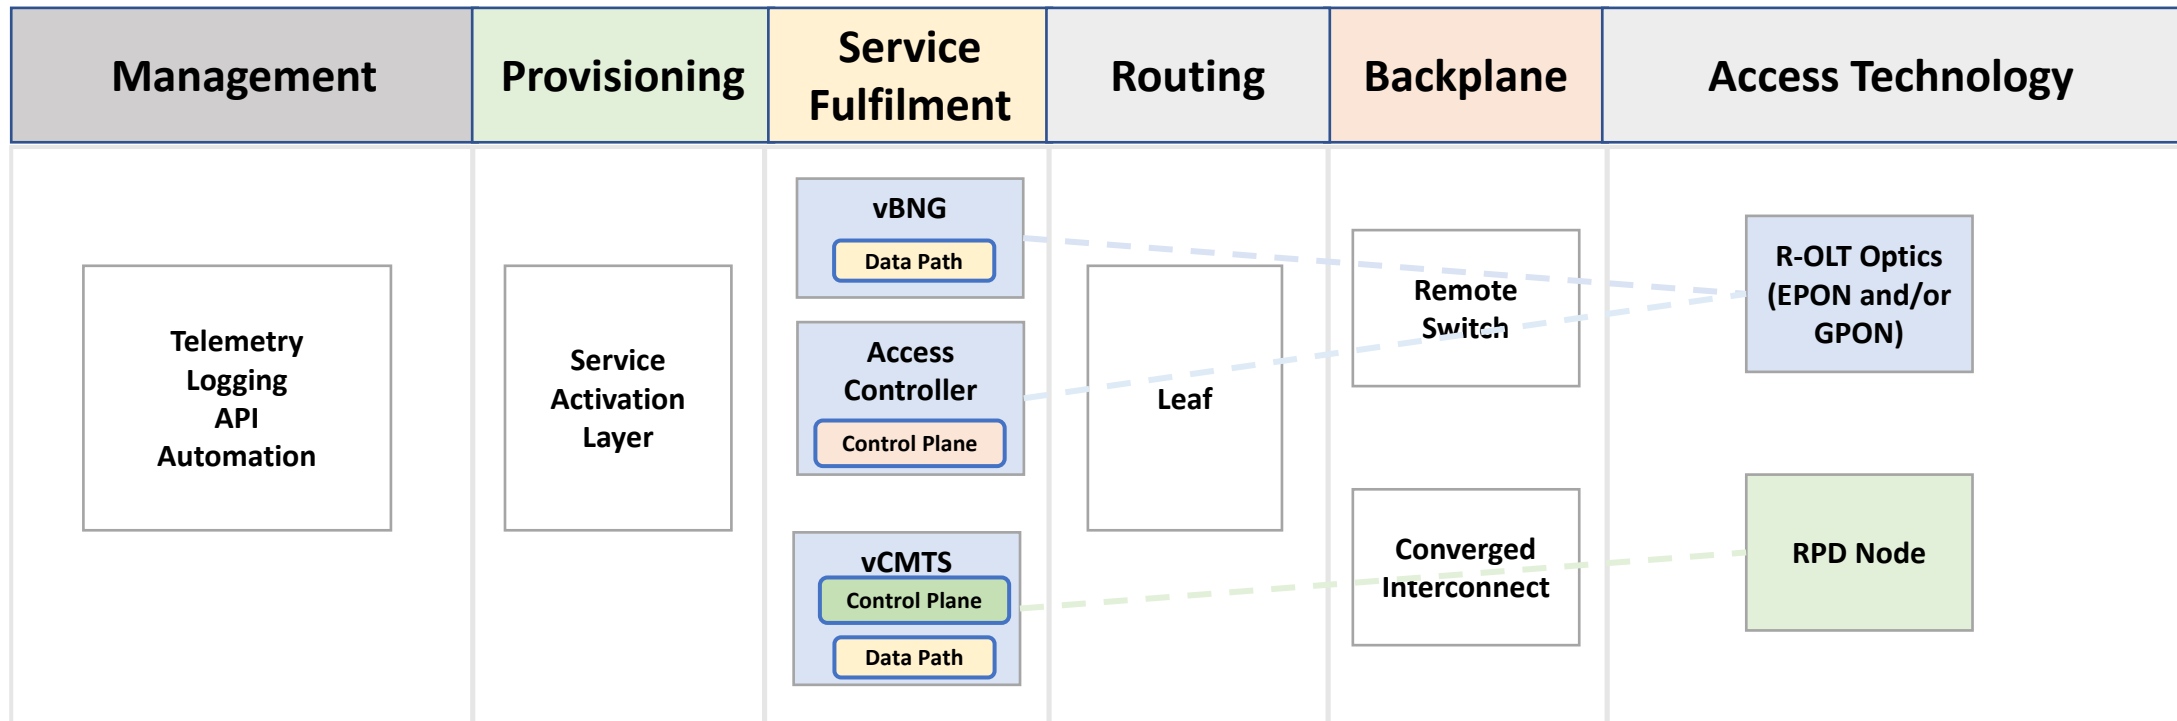 Management
Provisioning
Service
Fulfilment
Routing
Backplane
Access Technology
Telemetry
Logging
API
Automation
Service
Activation
Layer
vBNG
Data Path
Access
Controller
Control Plane
vCMTS
Control Plane
Data Path
Leaf
Remote
Switch
Converged
Interconnect
R-OLT Optics
(EPON and/or
GPON)
RPD Node